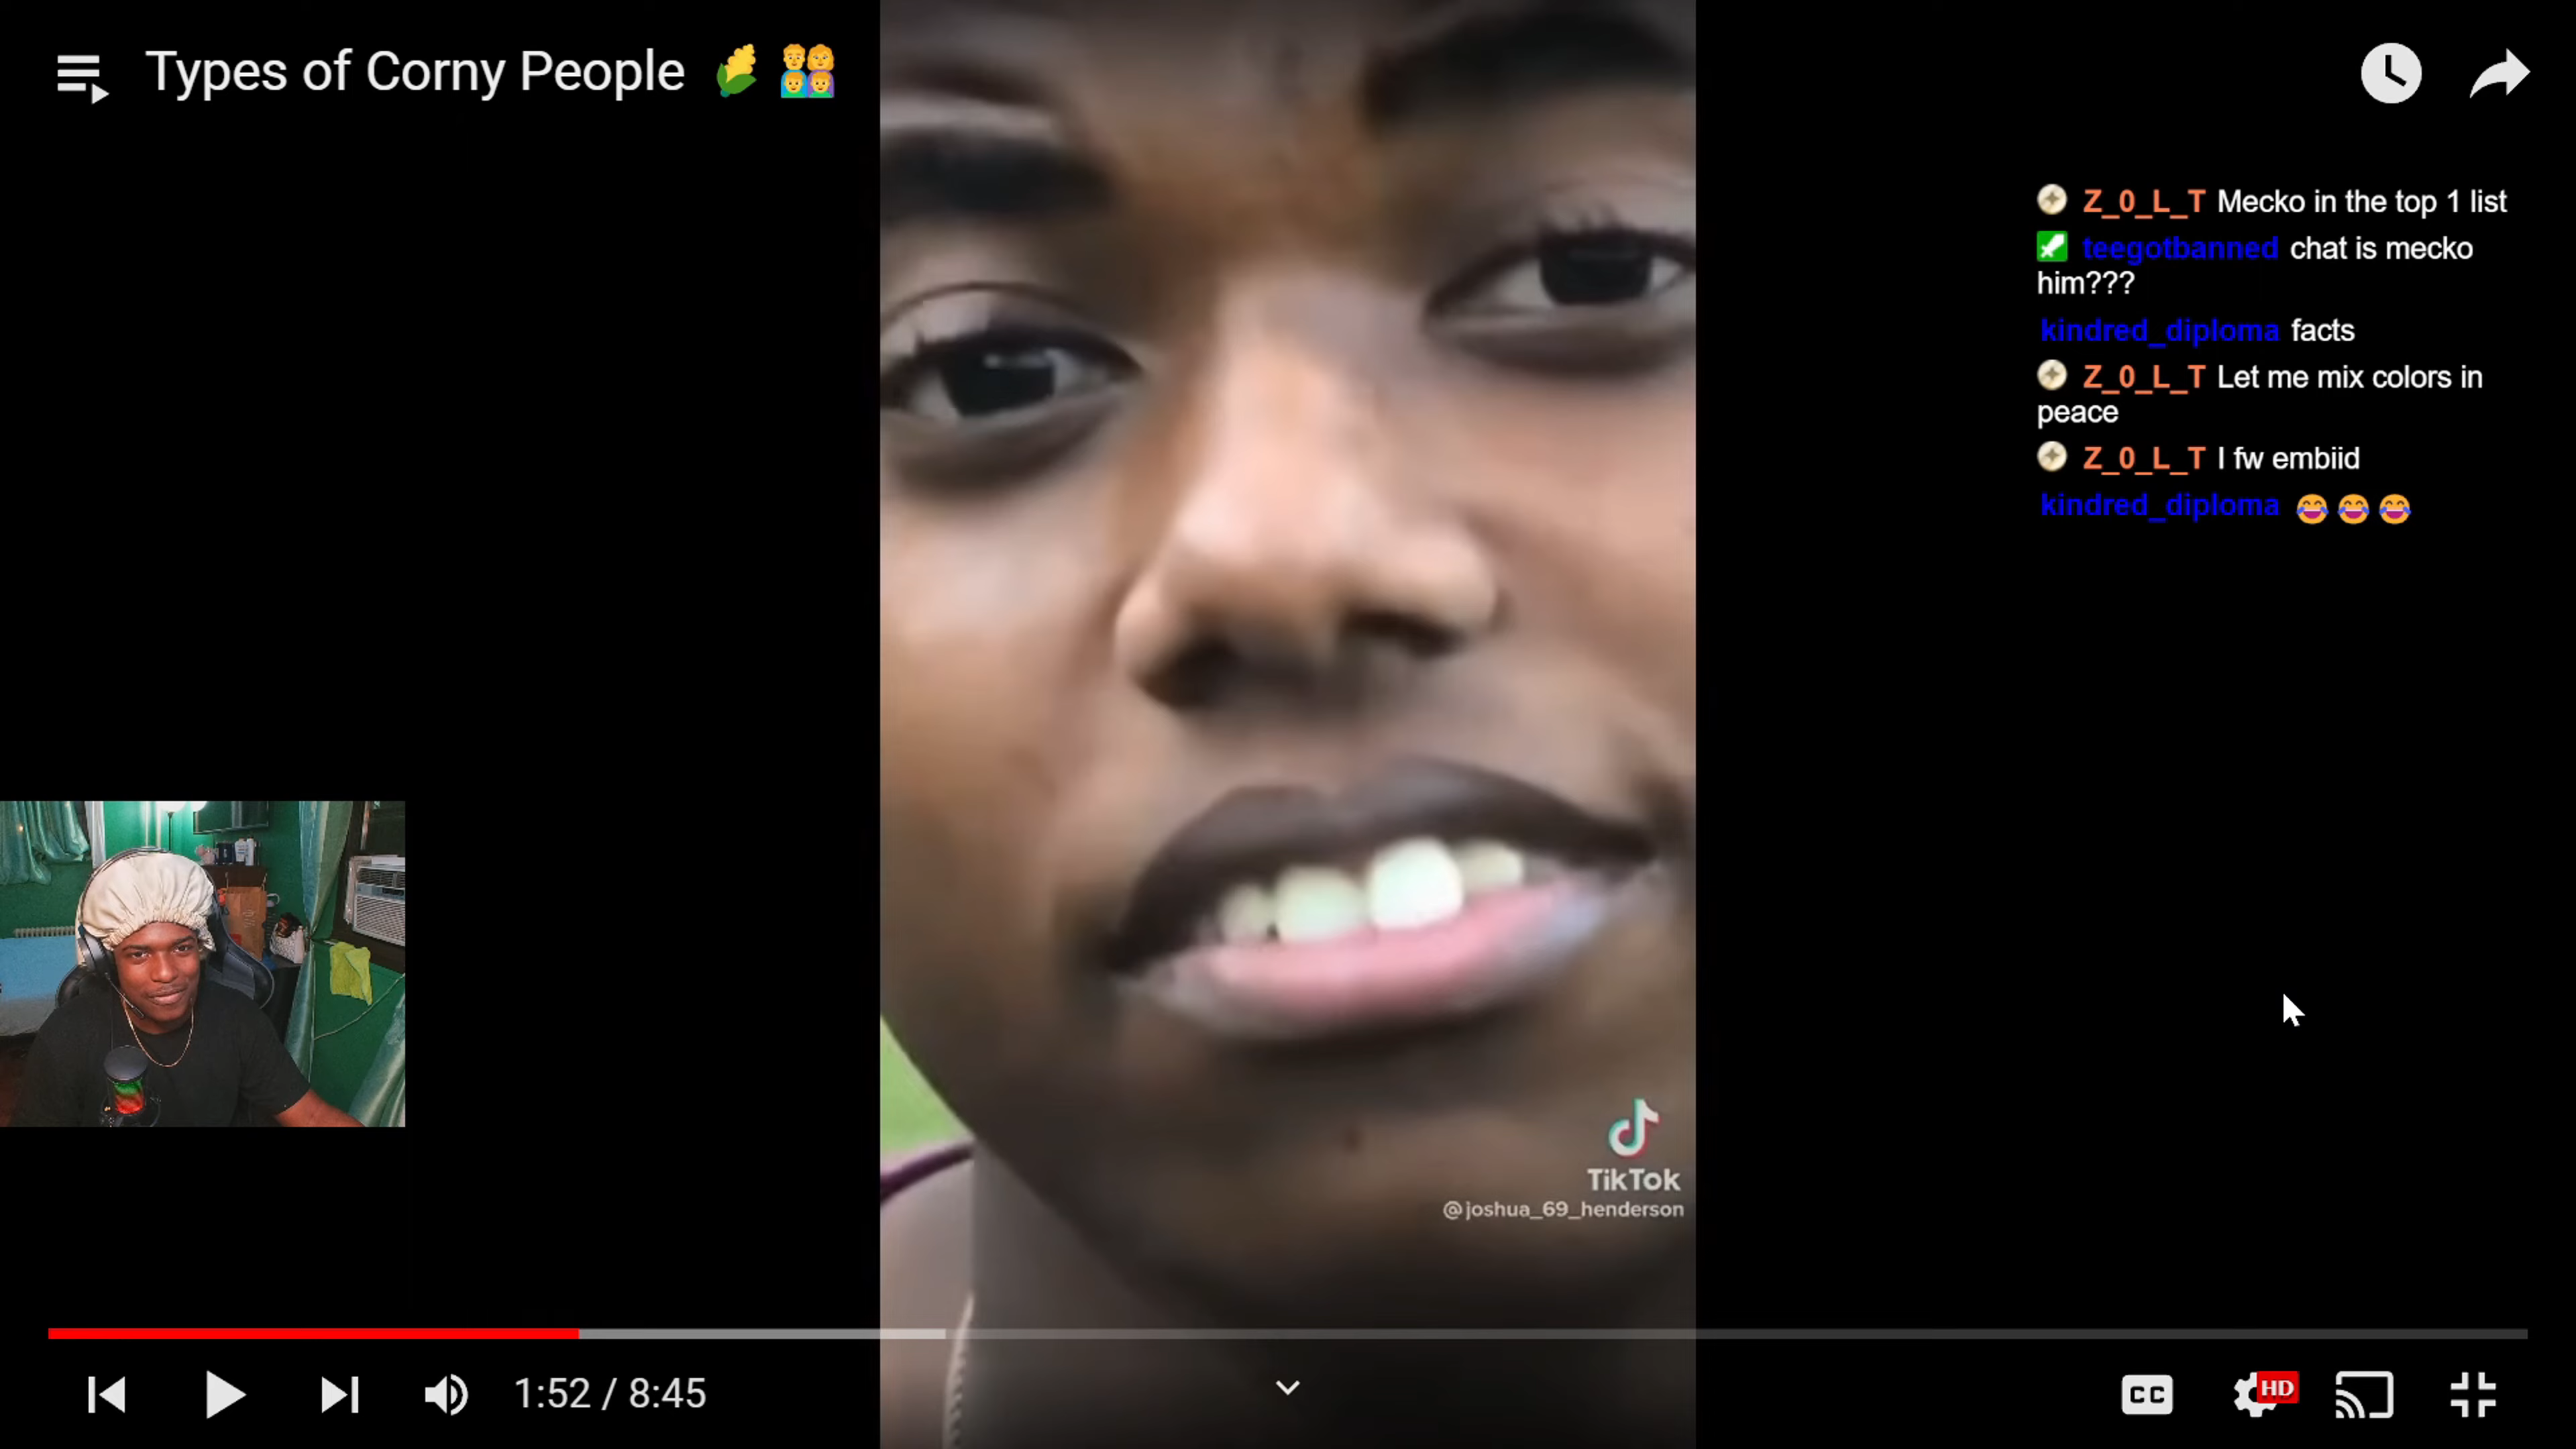 Types of Corny People 🌽 👨‍👩‍👦‍👦
Z_0_L_T Mecko in the top 1 list
teegotbanned chat is mecko
him???
kindred_diploma facts
Z_0_L_T Let me mix colors in
peace
Z_0_L_T I fw embiid
kindred_diploma 😂 😂 😂
TikTok
@joshua_69_henderson
1:52 / 8:45
CC
HD